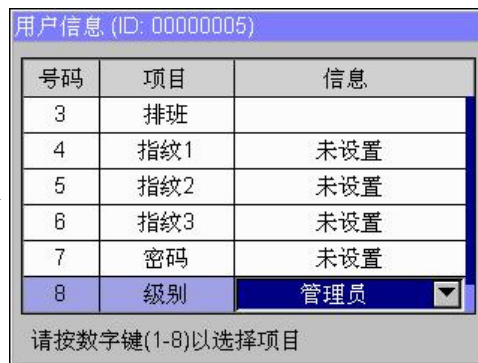 用户信息 (ID: 00000005)
号码 项目 信息
3 排班
4 指纹1 未设置
5 指纹2 未设置
6 指纹3 未设置
7 密码 未设置
8 级别 管理员
请按数字键(1-8)以选择项目